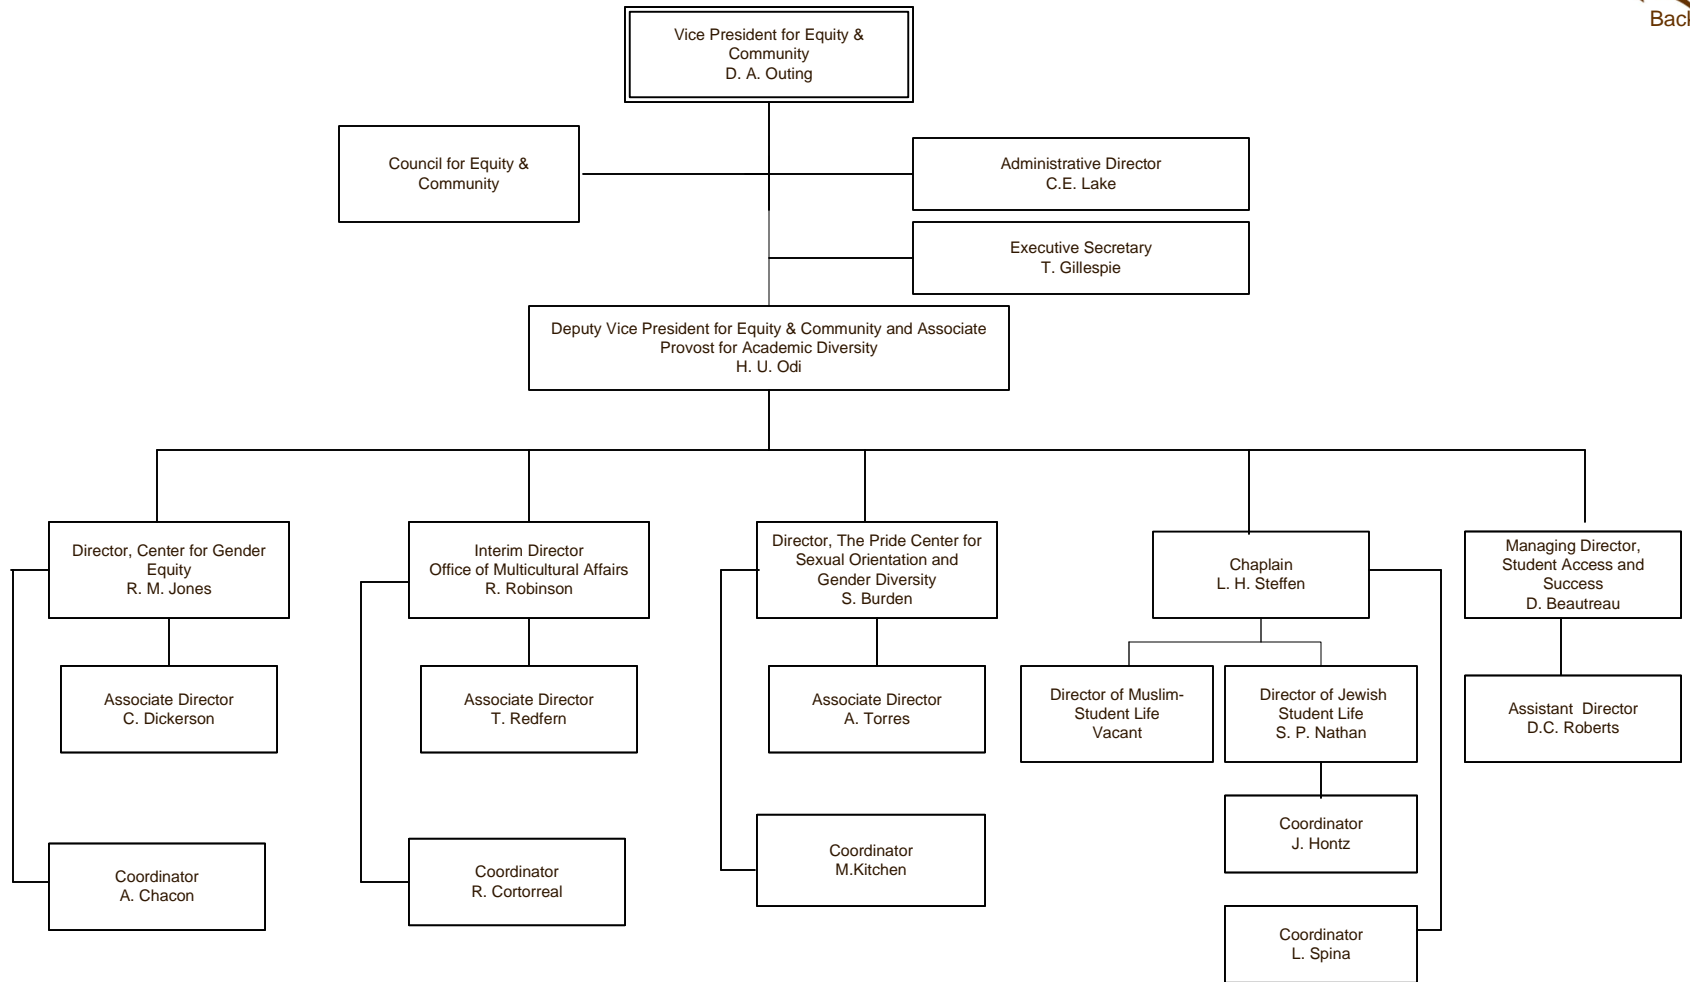 Back
Vice President for Equity &
Community
D. A. Outing
Council for Equity &
Community
Administrative Director
C.E. Lake
Executive Secretary
T. Gillespie
Deputy Vice President for Equity & Community and Associate
Provost for Academic Diversity
H. U. Odi
Director, Center for Gender
Equity
R. M. Jones
Interim Director
Office of Multicultural Affairs
R. Robinson
Director, The Pride Center for
Sexual Orientation and
Gender Diversity
S. Burden
Chaplain
L. H. Steffen
Managing Director,
Student Access and
Success
D. Beautreau
Associate Director
C. Dickerson
Associate Director
T. Redfern
Associate Director
A. Torres
Director of Muslim-
Student Life
Vacant
Director of Jewish
Student Life
S. P. Nathan
Assistant  Director
D.C. Roberts
Coordinator
A. Chacon
Coordinator
R. Cortorreal
Coordinator
M.Kitchen
Coordinator
J. Hontz
Coordinator
L. Spina